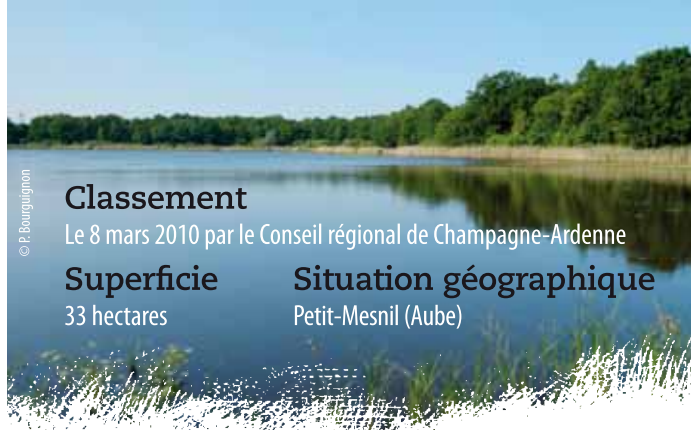 © P. Bourguignon
Classement
Le 8 mars 2010 par le Conseil régional de Champagne-Ardenne
Superficie
33 hectares
Situation géographique
Petit-Mesnil (Aube)